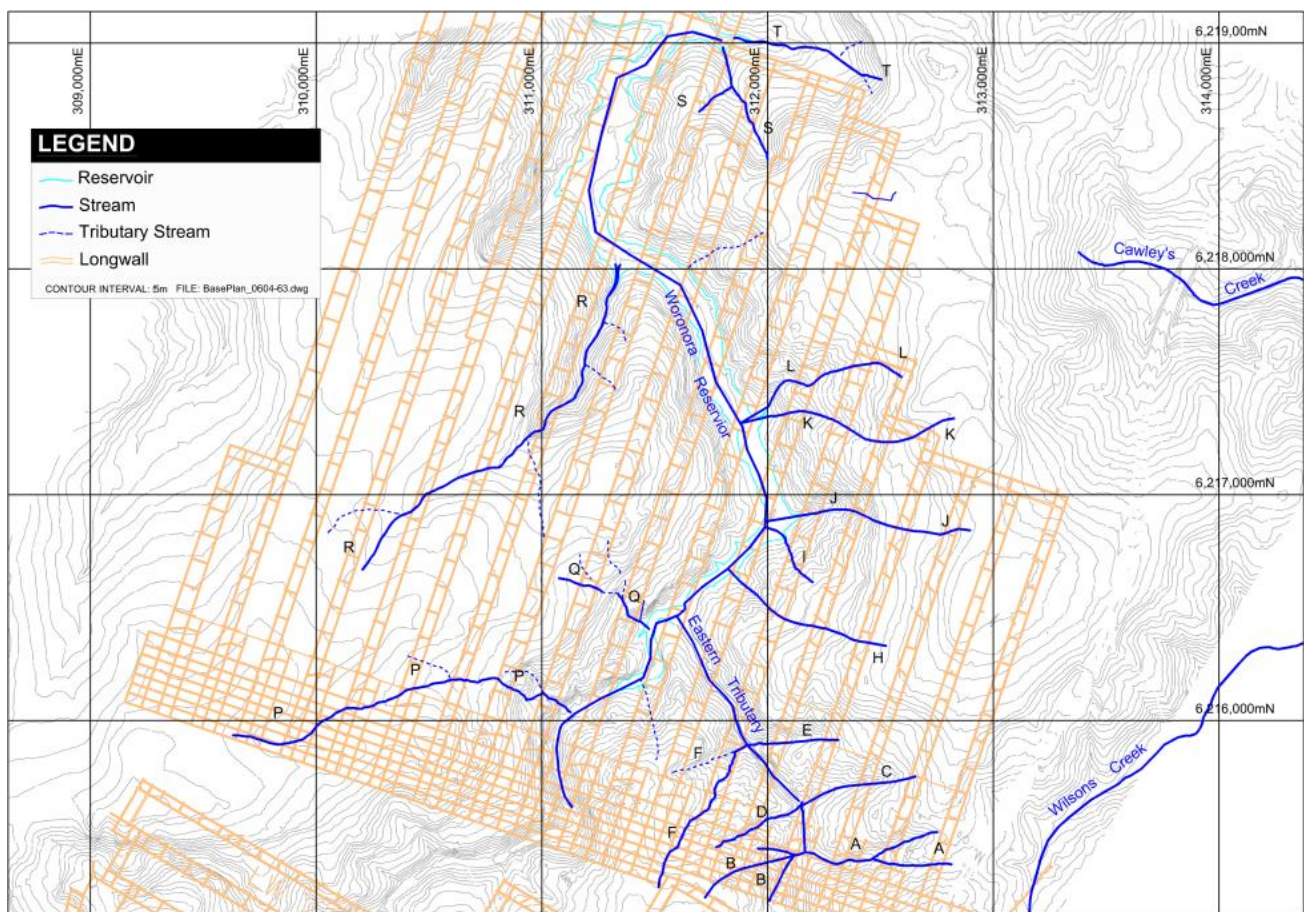 309,000mE
310,000mE
311,000mE
312,000mE
313,000mE
314,000mE
6,219,00mN
T
T
S
S
LEGEND
Reservoir
Stream
Tributary Stream
Longwall
CONTOUR INTERVAL: 5m FILE: BasePlan_0604-63.dwg
Cawley's
Creek
6,218,000mN
R
Woronora
Reservior
L
L
K
K
R
6,217,000mN
J
J
R
I
Q
Q
Eastern
Tributary
H
P
P
P
6,216,000mN
E
F
C
Wilsons Creek
D
F
A
A
B
B